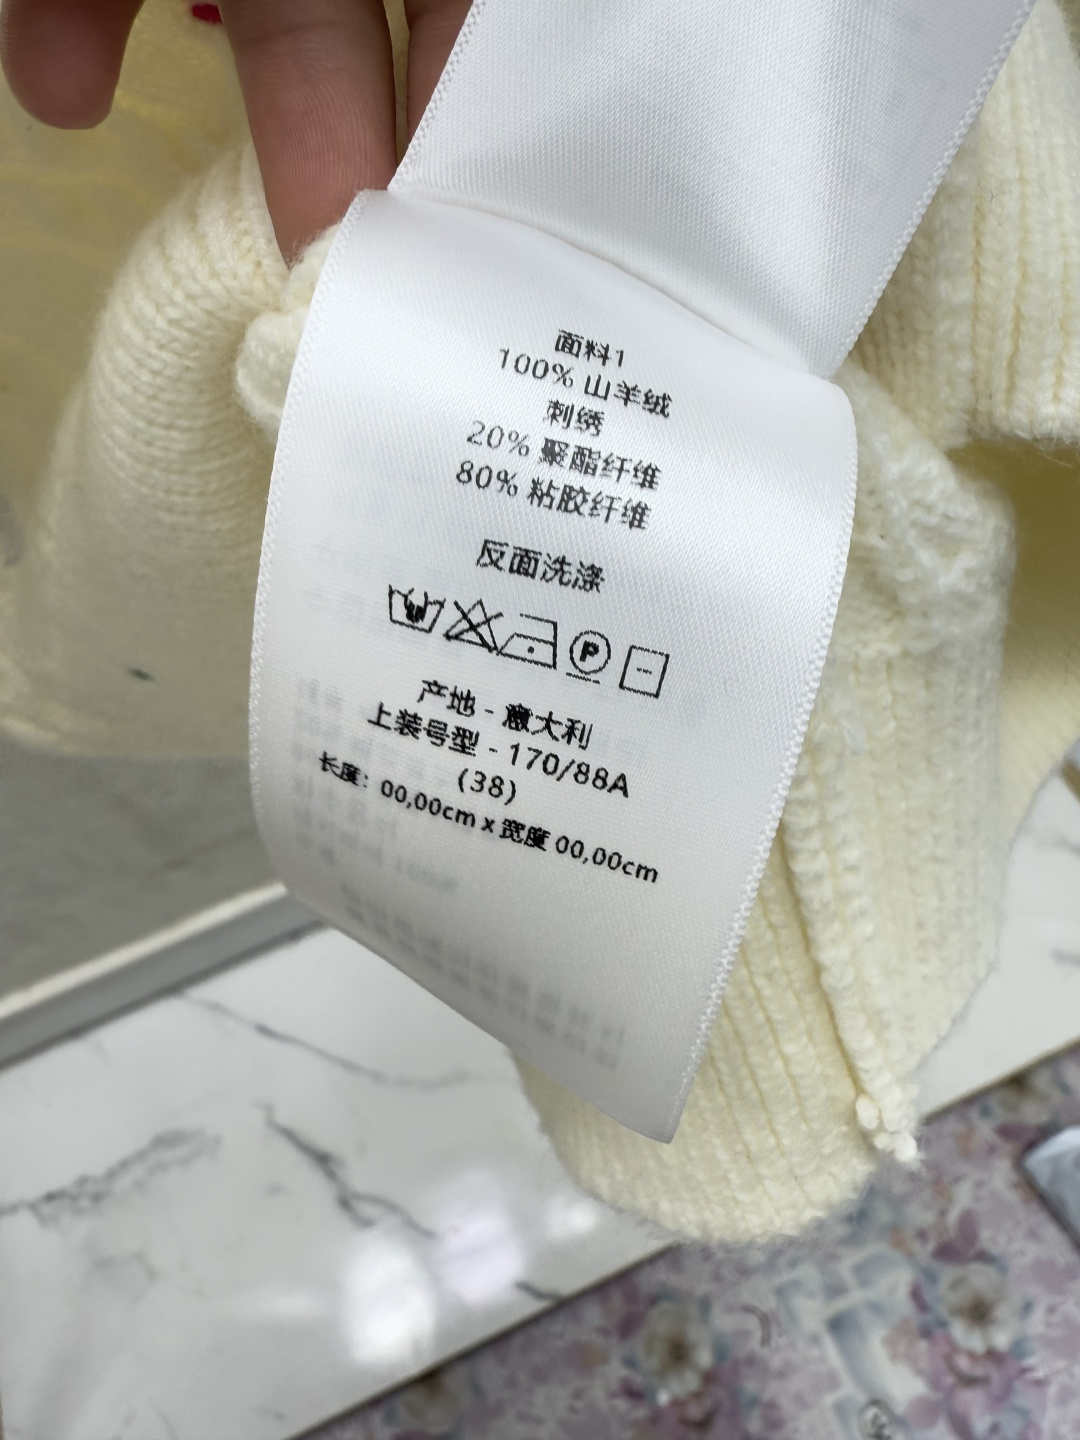 面料1
100% 山羊绒
刺绣
20% 聚酯纤维
80% 粘胶纤维
反面洗涤
P
产地 - 意大利
上装号型 - 170/88A
(38)
长度: 00,00cm x 宽度 00,00cm